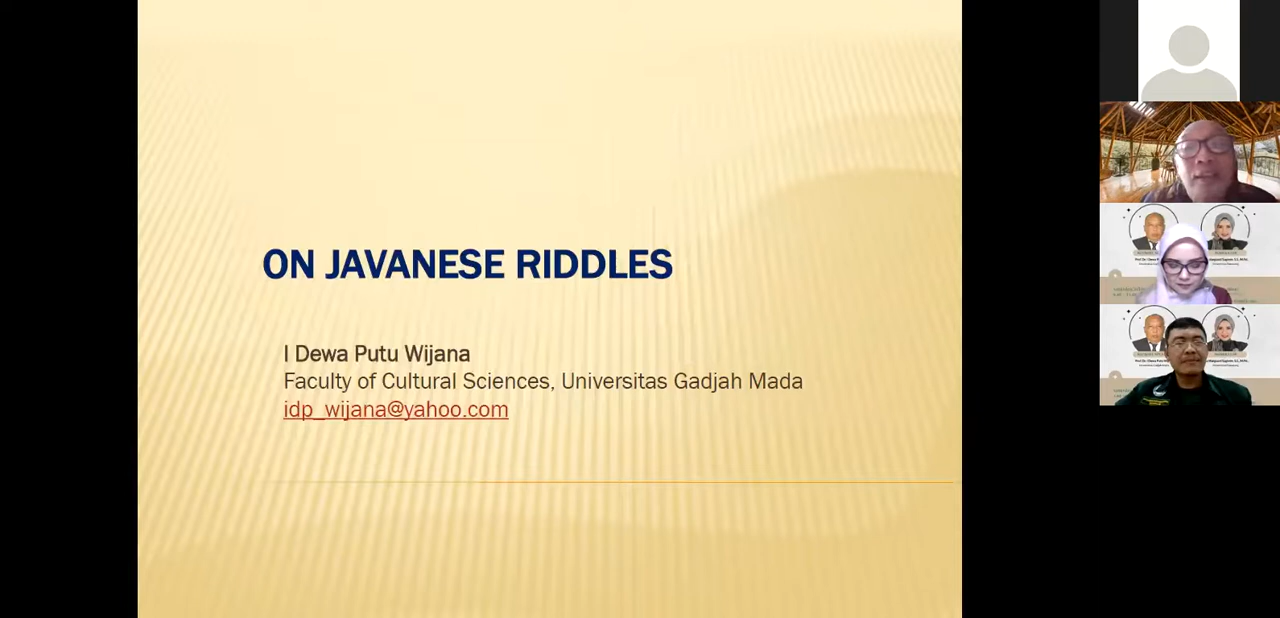 ON JAVANESE RIDDLES
I Dewa Putu Wijana
Faculty of Cultural Sciences, Universitas Gadjah Mada
idp_wijana@yahoo.com